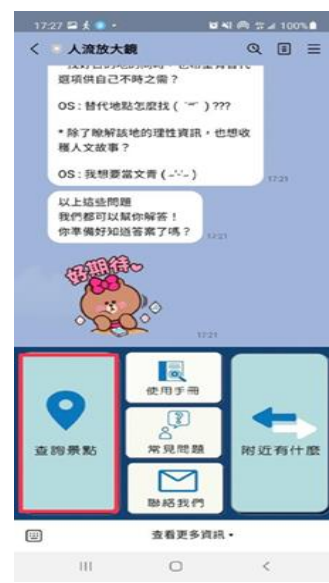 17:27
100%
人流放大鏡
選項供自己不時之需?
OS:替代地點怎麼找( ˘˘ )???
*除了瞭解該地的理性資訊,也想收
穫人文故事?
OS:我想要當文青(-'-'-)
17:21
以上這些問題
我們都可以幫你解答!
你準備好知道答案了嗎?
17:21
好期待
17:21
查詢景點
使用手冊
常見問題
聯絡我們
附近有什麼
查看更多資訊